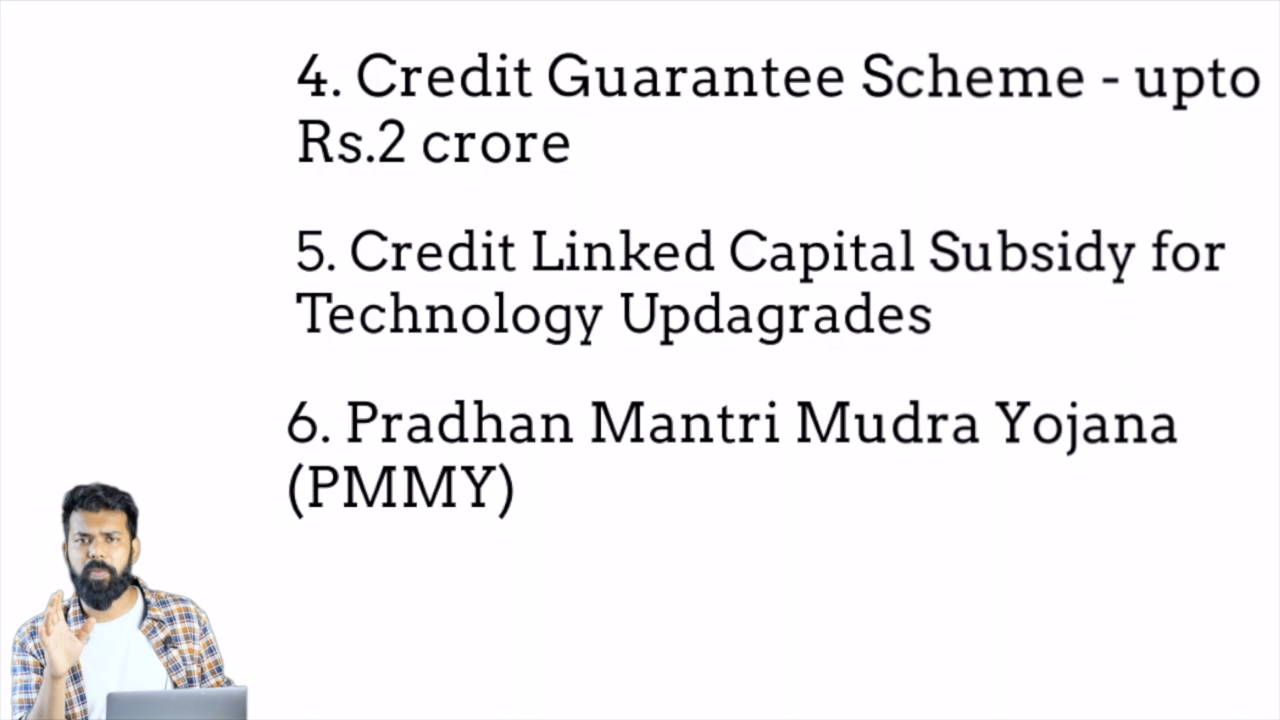 4. Credit Guarantee Scheme - upto
Rs.2 crore
5. Credit Linked Capital Subsidy for
Technology Updagrades
6. Pradhan Mantri Mudra Yojana
(PMMY)